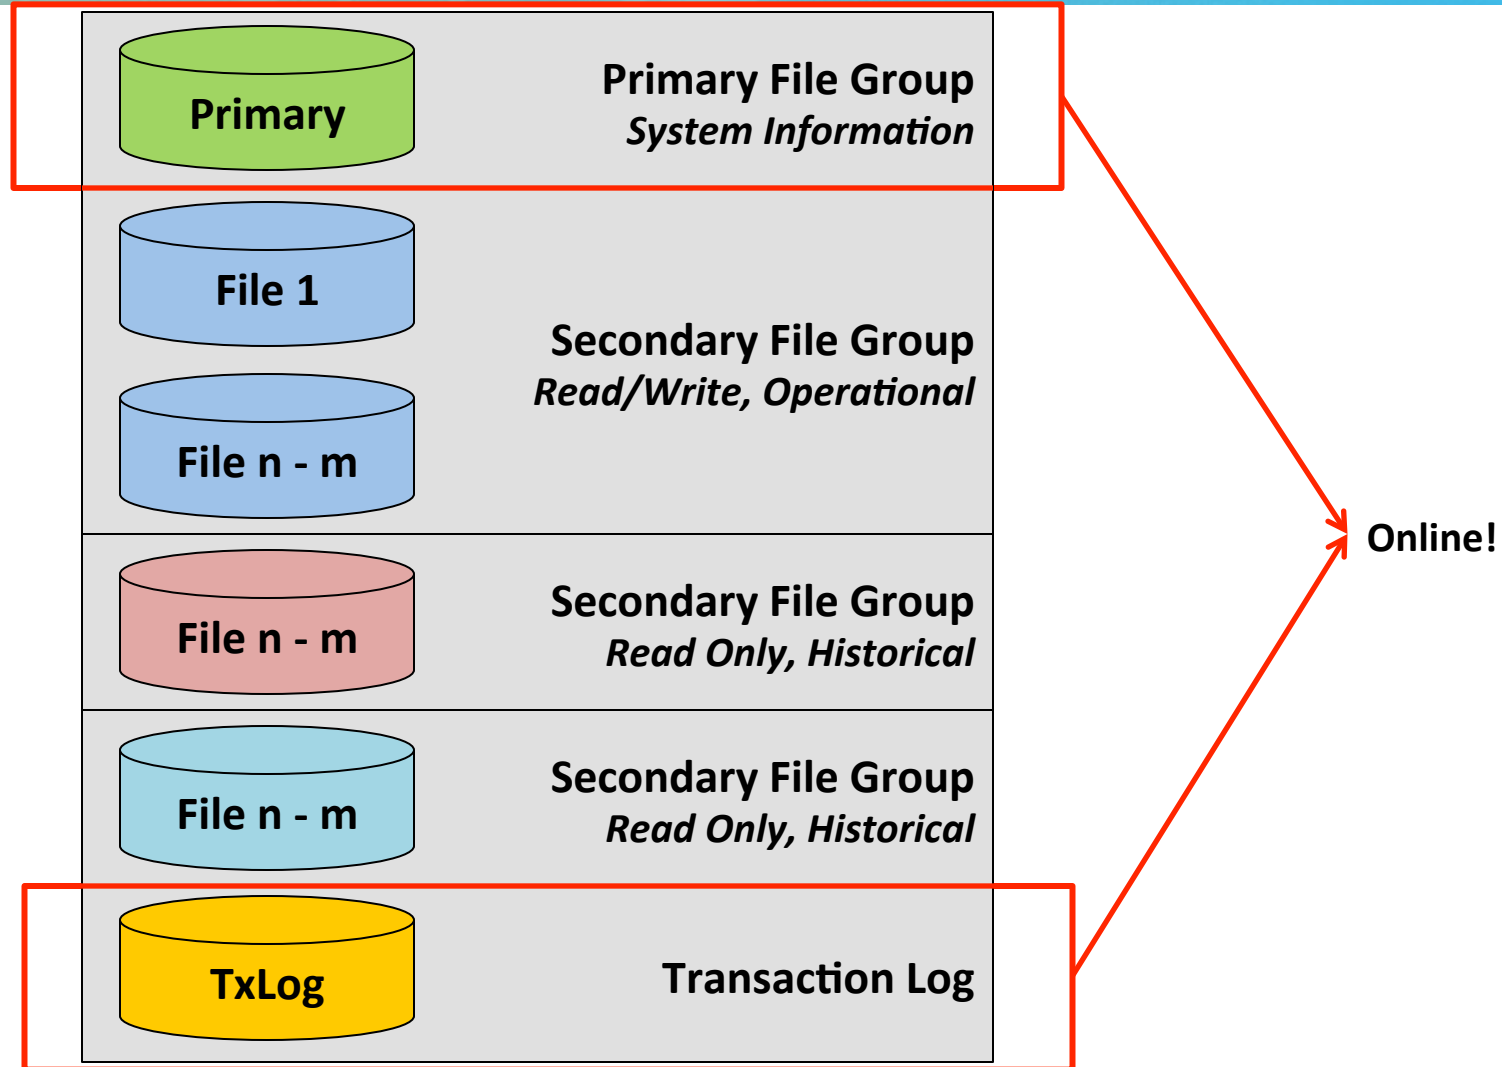 Primary
Primary File Group
System Information
File 1
Secondary File Group
Read/Write, Operational
File n - m
Online!
File n - m
Secondary File Group
Read Only, Historical
File n - m
Secondary File Group
Read Only, Historical
TxLog
Transaction Log